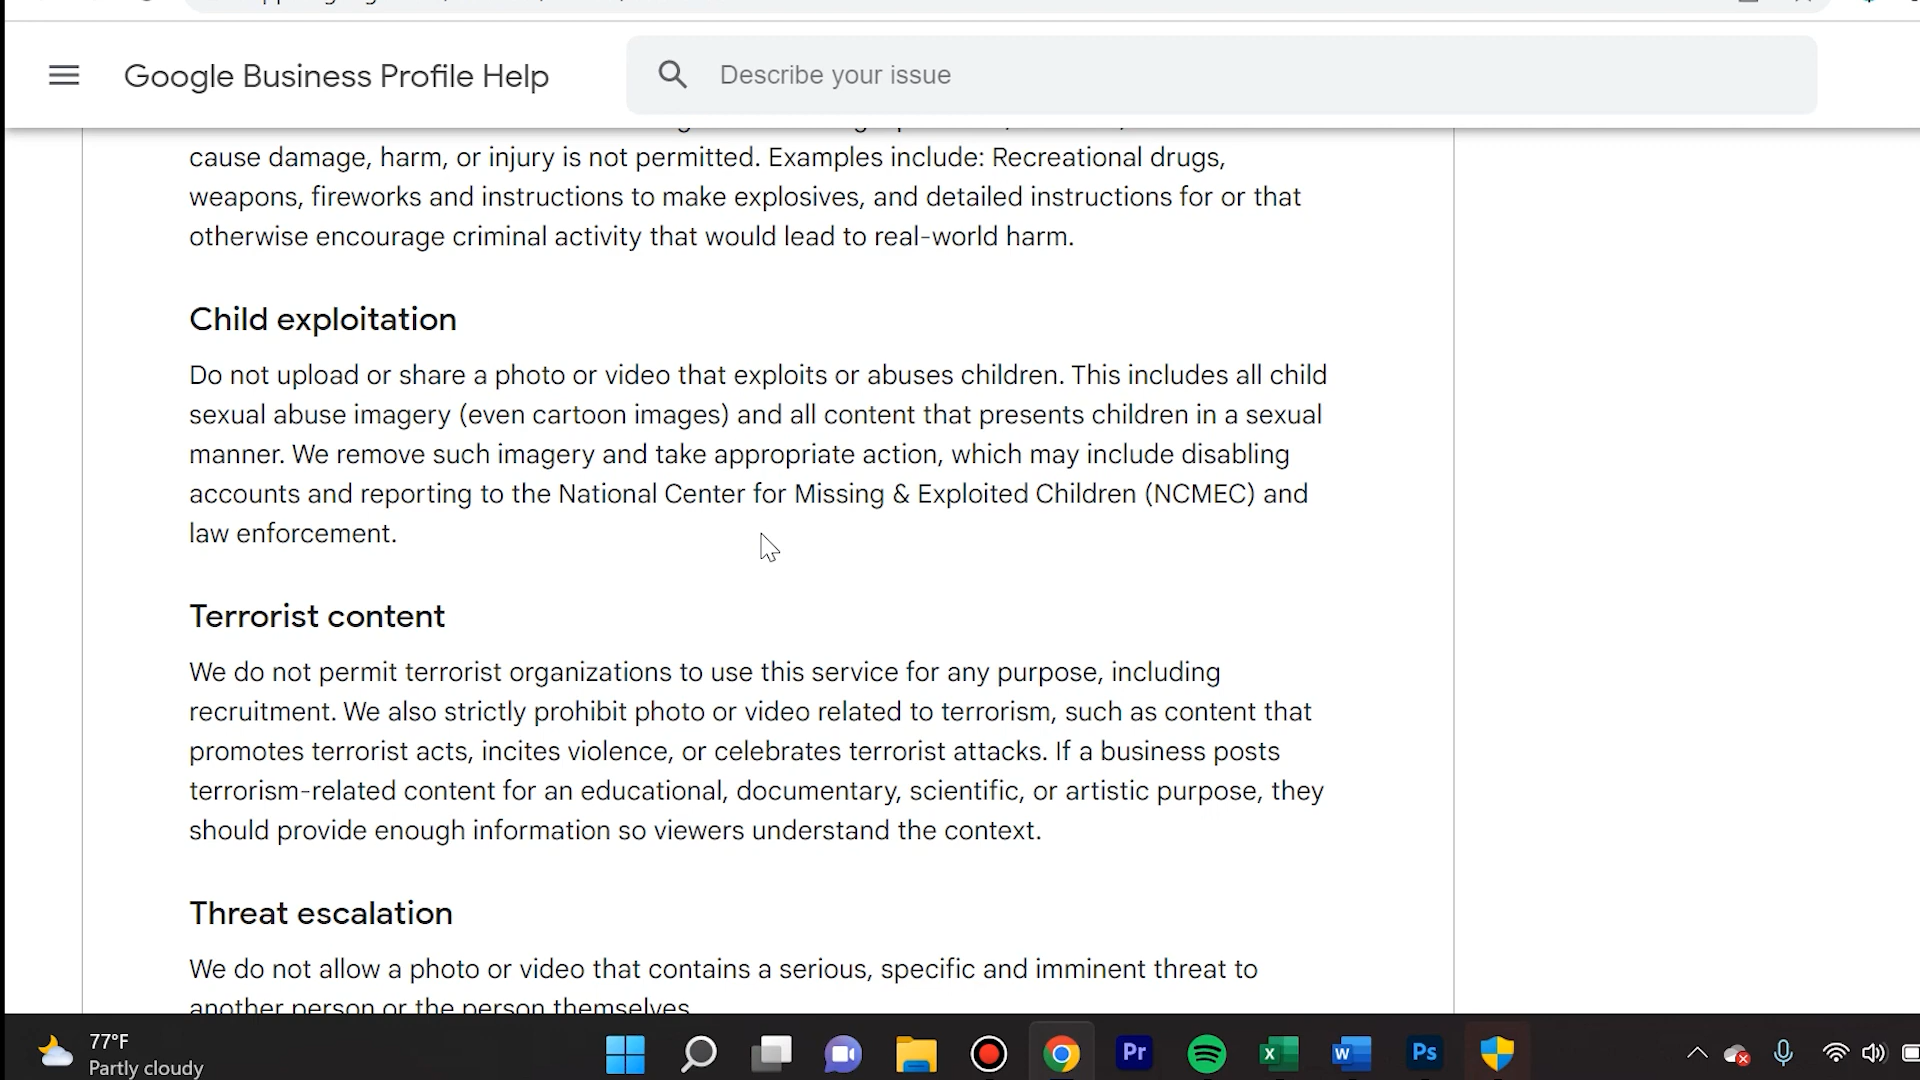 Google Business Profile Help
Describe your issue
cause damage, harm, or injury is not permitted. Examples include: Recreational drugs,
weapons, fireworks and instructions to make explosives, and detailed instructions for or that
otherwise encourage criminal activity that would lead to real-world harm.
Child exploitation
Do not upload or share a photo or video that exploits or abuses children. This includes all child
sexual abuse imagery (even cartoon images) and all content that presents children in a sexual
manner. We remove such imagery and take appropriate action, which may include disabling
accounts and reporting to the National Center for Missing & Exploited Children (NCMEC) and
law enforcement.
Terrorist content
We do not permit terrorist organizations to use this service for any purpose, including
recruitment. We also strictly prohibit photo or video related to terrorism, such as content that
promotes terrorist acts, incites violence, or celebrates terrorist attacks. If a business posts
terrorism-related content for an educational, documentary, scientific, or artistic purpose, they
should provide enough information so viewers understand the context.
Threat escalation
We do not allow a photo or video that contains a serious, specific and imminent threat to
another person or the person themselves
77°F
Partly cloudy
Pr
X
W
Ps